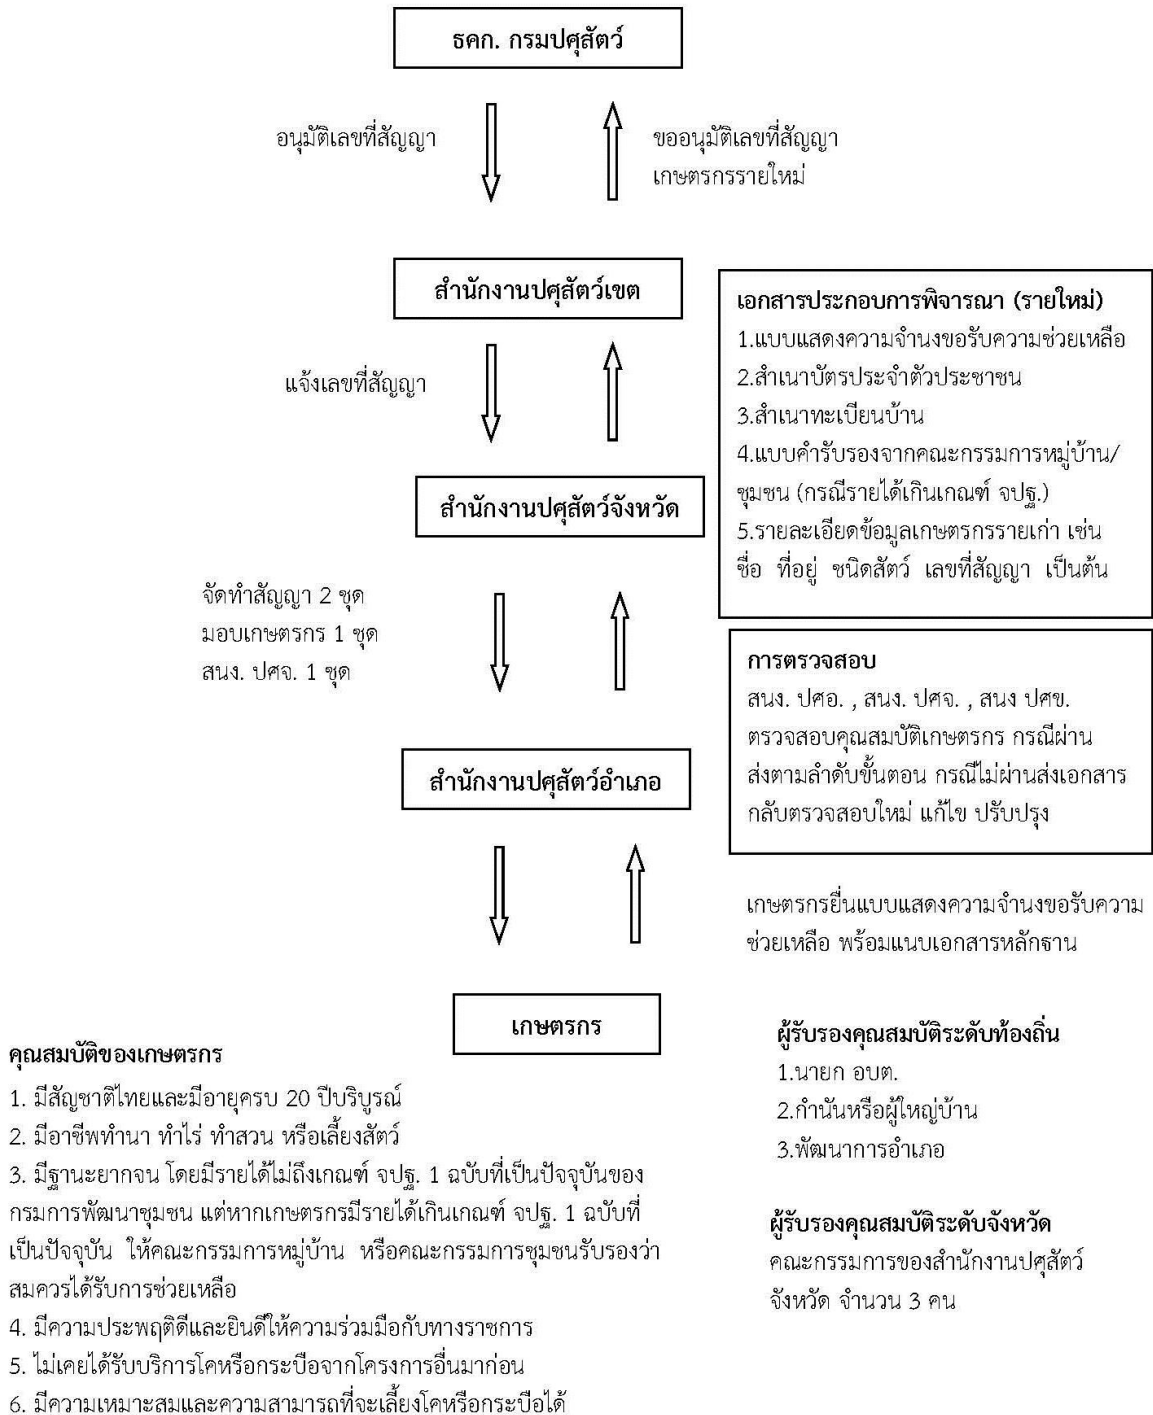 ธคก. กรมปศุสัตว์
อนุมัติเลขที่สัญญา
ขออนุมัติเลขที่สัญญา
เกษตรกรรายใหม่
สำนักงานปศุสัตว์เขต
แจ้งเลขที่สัญญา
เอกสารประกอบการพิจารณา (รายใหม่)
1.แบบแสดงความจำนงขอรับความช่วยเหลือ
2.สำเนาบัตรประจำตัวประชาชน
3.สำเนาทะเบียนบ้าน
4.แบบคำรับรองจากคณะกรรมการหมู่บ้าน/
ชุมชน (กรณีรายได้เกินเกณฑ์ จปฐ.)
5.รายละเอียดข้อมูลเกษตรกรรายเก่า เช่น
ชื่อ ที่อยู่ ชนิดสัตว์ เลขที่สัญญา เป็นต้น
สำนักงานปศุสัตว์จังหวัด
จัดทำสัญญา 2 ชุด
มอบเกษตรกร 1 ชุด
สนง. ปศจ. 1 ชุด
การตรวจสอบ
สนง. ปศอ. , สนง. ปศจ. , สนง ปศข.
ตรวจสอบคุณสมบัติเกษตรกร กรณีผ่าน
ส่งตามลำดับขั้นตอน กรณีไม่ผ่านส่งเอกสาร
กลับตรวจสอบใหม่ แก้ไข ปรับปรุง
สำนักงานปศุสัตว์อำเภอ
เกษตรกรยื่นแบบแสดงความจำนงขอรับความ
ช่วยเหลือ พร้อมแนบเอกสารหลักฐาน
เกษตรกร
คุณสมบัติของเกษตรกร
1. มีสัญชาติไทยและมีอายุครบ 20 ปีบริบูรณ์
2. มีอาชีพทำนา ทำไร่ ทำสวน หรือเลี้ยงสัตว์
3. มีฐานะยากจน โดยมีรายได้ไม่ถึงเกณฑ์ จปฐ. 1 ฉบับที่เป็นปัจจุบันของ
กรมการพัฒนาชุมชน แต่หากเกษตรกรมีรายได้เกินเกณฑ์ จปฐ. 1 ฉบับที่
เป็นปัจจุบัน ให้คณะกรรมการหมู่บ้าน หรือคณะกรรมการชุมชนรับรองว่า
สมควรได้รับการช่วยเหลือ
4. มีความประพฤติดีและยินดีให้ความร่วมมือกับทางราชการ
5. ไม่เคยได้รับบริการโคหรือกระบือจากโครงการอื่นมาก่อน
6. มีความเหมาะสมและความสามารถที่จะเลี้ยงโคหรือกระบือได้
ผู้รับรองคุณสมบัติระดับท้องถิ่น
1.นายก อบต.
2.กำนันหรือผู้ใหญ่บ้าน
3.พัฒนาการอำเภอ
ผู้รับรองคุณสมบัติระดับจังหวัด
คณะกรรมการของสำนักงานปศุสัตว์
จังหวัด จำนวน 3 คน